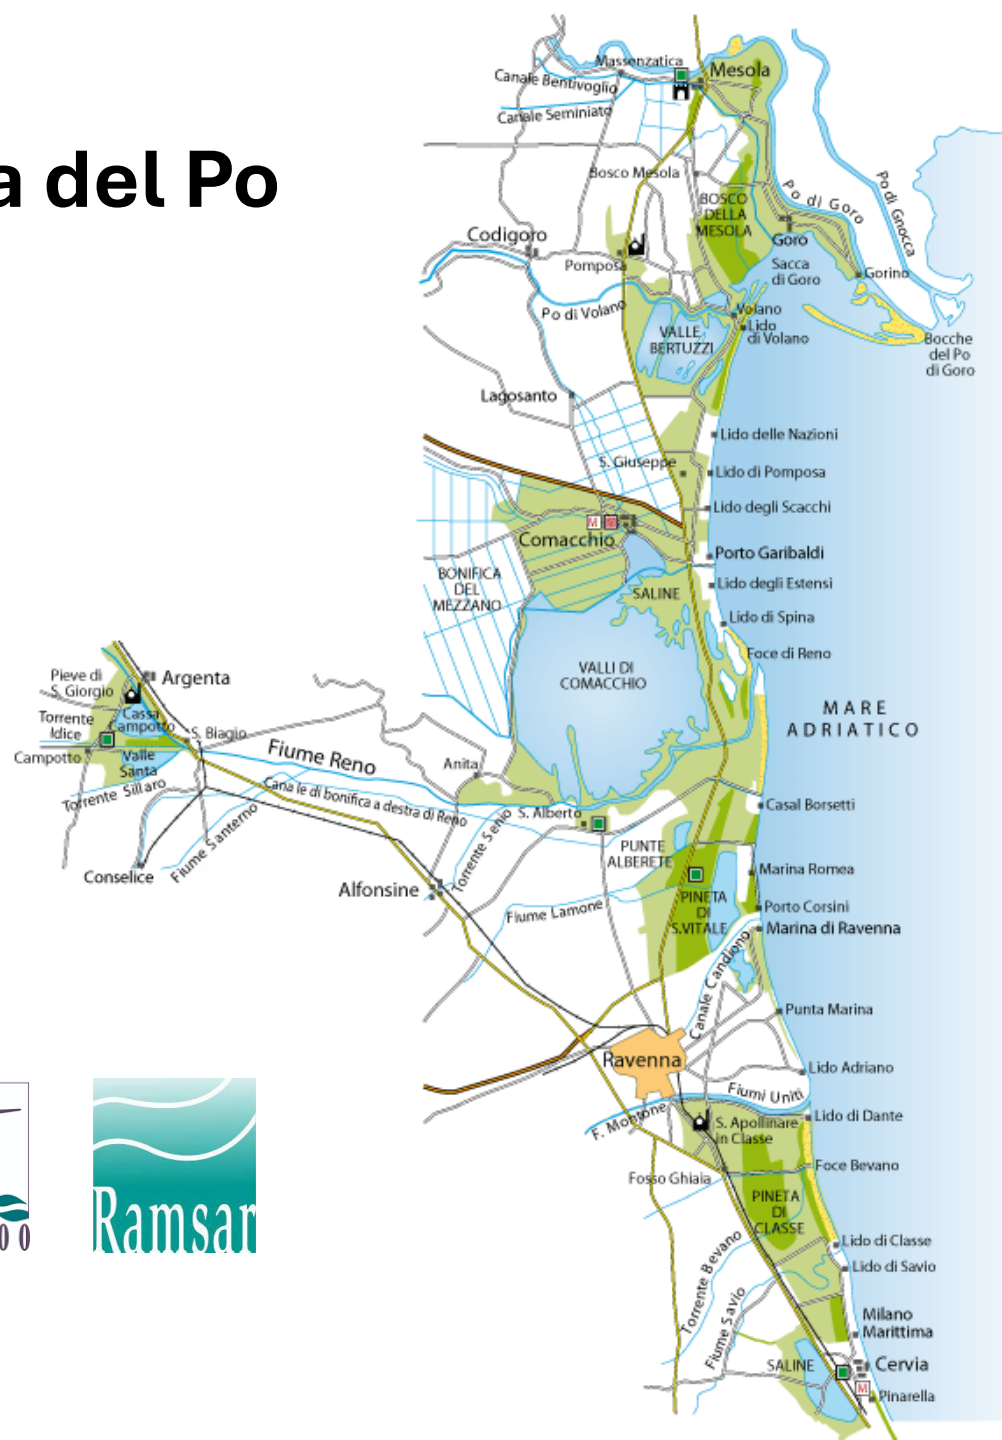 a del Po
Massenzatica
Mesola
Canale Bentivoglio
Canale Seminiato
Bosco Mesola
BOSCO
DELLA
MESOLA
Po di Goro
Po di Gnocca
Codigoro
Goro
Pomposa
Sacca
di Goro
Gorino
Po di Volano
Volano
Lido
di Volano
VALLE
BERTUZZI
Bocche
del Po
di Goro
Lagosanto
Lido delle Nazioni
S. Giuseppe
Lido di Pomposa
Lido degli Scacchi
M
Comacchio
Porto Garibaldi
BONIFICA
DEL
MEZZANO
SALINE
Lido degli Estensi
Lido di Spina
Foce di Reno
Pieve di
S. Giorgio
Argenta
VALLI DI
COMACCHIO
MARE
ADRIATICO
Torrente
Idice
Cassa
Campotto
S. Biagio
Campotto
Valle
Santa
Fiume Reno
Anita
Torrente Sillaro
Canale di bonifica a destra di Reno
S. Alberto
Casal Borsetti
Fiume Santerno
Torrente Senio
PUNTE
ALBERETE
Conselice
Alfonsine
Marina Romea
PINETA
DI
S.VITALE
Fiume Lamone
Porto Corsini
Marina di Ravenna
Canale Candiano
Punta Marina
Ravenna
Lido Adriano
Fiumi Uniti
F. Montone
Lido di Dante
S. Apollinare
in Classe
Foce Bevano
Fosso Ghiaia
PINETA
DI
CLASSE
00
Ramsar
Lido di Classe
Torrente Bevano
Lido di Savio
Fiume Savio
Milano
Marittima
SALINE
Cervia
M
Pinarella